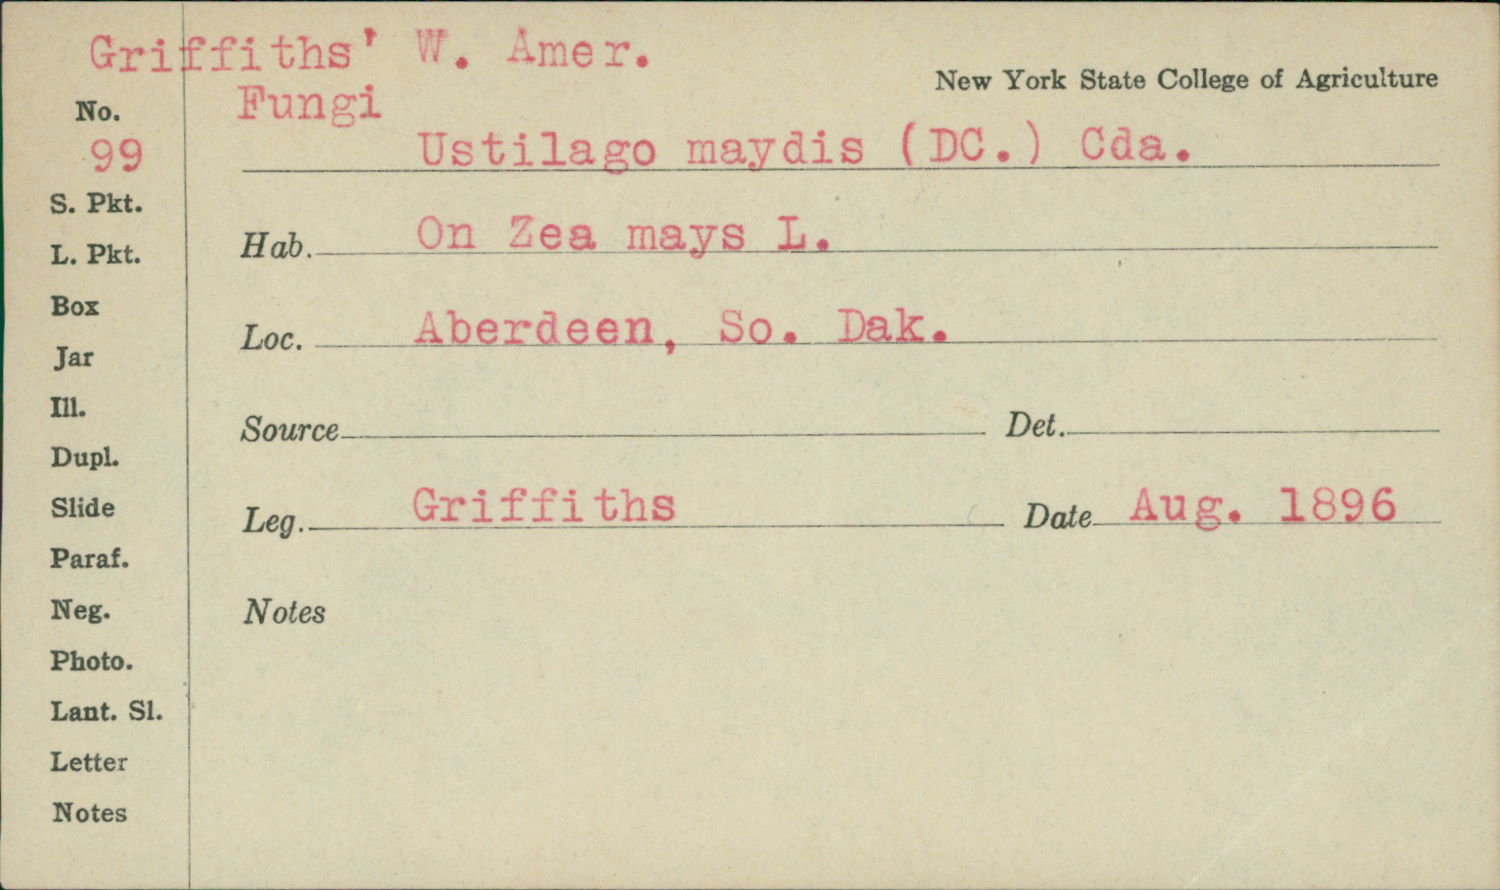 Griffiths' W. Amer.
New York State College of Agriculture
Fungi
No.
99
Ustilago maydis (DC.) Cda.
S. Pkt.
L. Pkt.
Box
Jar
Ill.
Dupl.
Slide
Paraf.
Neg.
Photo.
Lant. Sl.
Letter
Notes
Hab. On Zea mays L.
Loc. Aberdeen, So. Dak.
Source Det.
Leg. Griffiths Date Aug. 1896
Notes